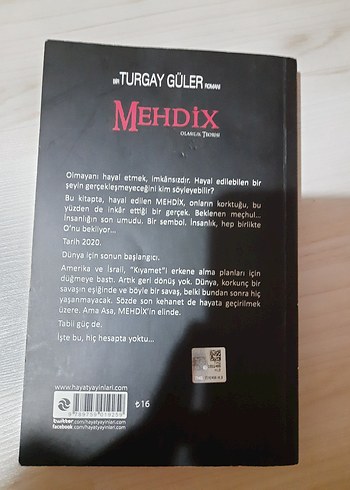 BİR TURGAY GÜLER ROMANI
MEHDİX
OLASILIK TEORİSİ
Olmayanı hayal etmek, imkânsızdır. Hayal edilebilen bir
şeyin gerçekleşmeyeceğini kim söyleyebilir?
Bu kitapta, hayal edilen MEHDİX, onların korktuğu, bu
yüzden de inkâr ettiği bir gerçek. Beklenen meçhul...
İnsanlığın son umudu. Bir sembol. İnsanlık, hep birlikte
O'nu bekliyor...
Tarih 2020.
Dünya için sonun başlangıcı.
Amerika ve İsrail, "Kıyamet"i erkene alma planları için
düğmeye bastı. Artık geri dönüş yok. Dünya, korkunç bir
savaşın eşiğinde ve böyle bir savaş, belki bundan sonra hiç
yaşanmayacak. Sözde son kehanet de hayata geçirilmek
üzere. Ama Asa, MEHDİX'in elinde.
Tabii güç de.
İşte bu, hiç hesapta yoktu...
www.hayatyayinlari.com
₺16
twitter.com/hayatyayinlari
facebook.com/hayatyayinlari